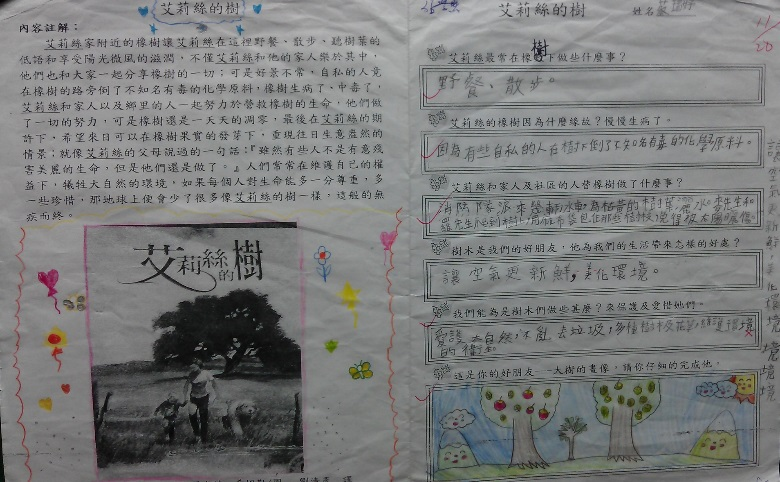 艾莉絲的樹
內容註解：
艾莉絲家附近的橡樹讓艾莉絲在這裡野餐、散步、聽樹葉的
低語和享受陽光微風的滋潤，不僅艾莉絲和他的家人樂於其中，
他們也和大家一起分享橡樹的一切；可是好景不常，自私的人竟
在橡樹的路旁倒了不知名有毒的化學原料，橡樹生病了、中毒了，
艾莉絲和家人以及鄉里的人一起努力於營救橡樹的生命，他們做
了一切的努力，可是橡樹還是一天天的凋零，最後在艾莉絲的期
許下，希望來日可以在橡樹果實的發芽下，重現往日生意盎然的
情景；就像艾莉絲的父母說過的一句話：『雖然有些人不是有意殘
害美麗的生命，但是他們還是做了。』人們常常在維護自己的權
益下，犧牲大自然的環境，如果每個人對生命能多一分尊重，多
一些珍惜，那地球上便會少了很多像艾莉絲的樹一樣，這般的無
疾而終。
艾莉絲的樹
艾莉絲的樹
姓名
11/20
艾莉絲最常在橡樹下做些什麼事？
野餐、散步。
艾莉絲的橡樹因為什麼緣故？慢慢生病了。
因為有些自私的人在樹下倒了不知名有毒的化學原料。
艾莉絲和家人及社區的人替橡樹做了什麼事？
消防隊派來
樹木是我們的好朋友，他為我們的生活帶來怎樣的好處？
讓空氣更新鮮，美化環境。
我們能為是樹木們做些甚麼？來保護及愛惜她們。
愛護大自然，不亂丟垃圾，多種樹木及花草，
的衛生
這是你的好朋友--大樹的畫像，請你仔細的完成他。
境
境
境
境